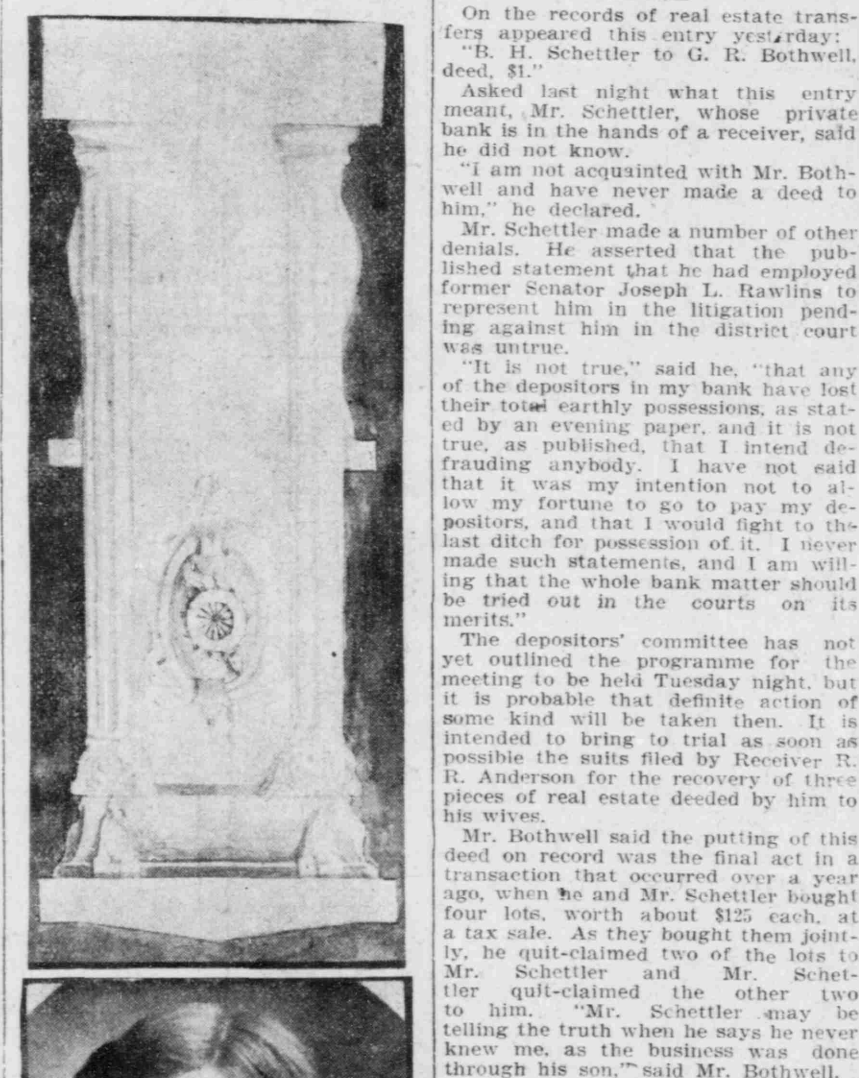 On the records of real estate trans-
fers appeared this entry yesterday:
"B. H. Schettler to G. R. Bothwell,
deed, $1."
Asked last night what this entry
meant, Mr. Schettler, whose private
bank is in the hands of a receiver, said
he did not know.
"I am not acquainted with Mr. Both-
well and have never made a deed to
him," he declared.
Mr. Schettler made a number of other
denials. He asserted that the pub-
lished statement that he had employed
former Senator Joseph L. Rawlins to
represent him in the litigation pend-
ing against him in the district court
was untrue.
"It is not true," said he, "that any
of the depositors in my bank have lost
their total earthly possessions, as stat-
ed by an evening paper, and it is not
true, as published, that I intend de-
frauding anybody. I have not said
that it was my intention not to al-
low my fortune to go to pay my de-
positors, and that I would fight to the
last ditch for possession of it. I never
made such statements, and I am will-
ing that the whole bank matter should
be tried out in the courts on its
merits."
The depositors' committee has not
yet outlined the programme for the
meeting to be held Tuesday night, but
it is probable that definite action of
some kind will be taken then. It is
intended to bring to trial as soon as
possible the suits filed by Receiver R.
R. Anderson for the recovery of three
pieces of real estate deeded by him to
his wives.
Mr. Bothwell said the putting of this
deed on record was the final act in a
transaction that occurred over a year
ago, when he and Mr. Schettler bought
four lots, worth about $125 each, at
a tax sale. As they bought them joint-
ly, he quit-claimed two of the lots to
Mr. Schettler and Mr. Schet-
tler quit-claimed the other two
to him. "Mr. Schettler may be
telling the truth when he says he never
knew me, as the business was done
through his son," said Mr. Bothwell.